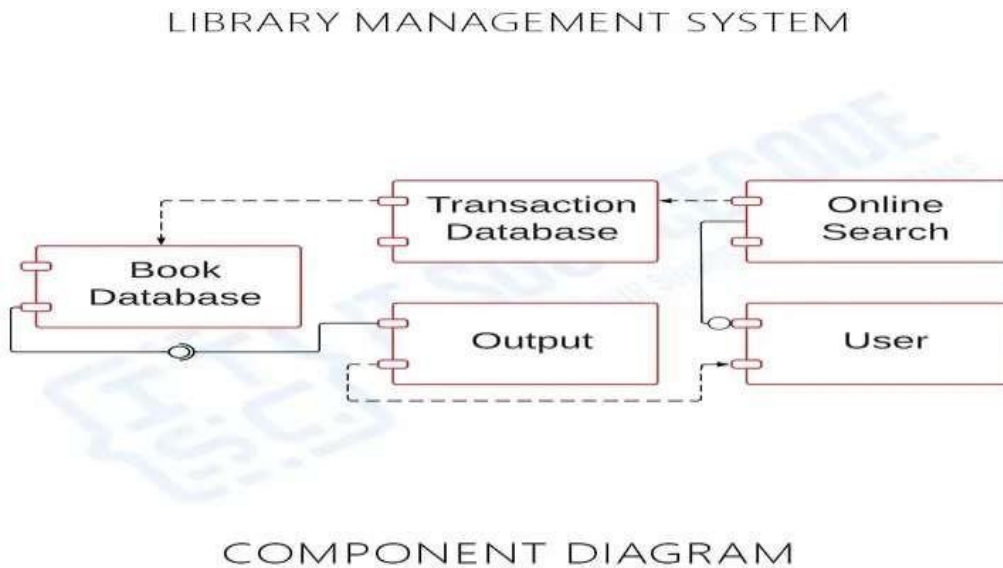 LIBRARY MANAGEMENT SYSTEM
Transaction
Database
Online
Search
Book
Database
Output
User
COMPONENT DIAGRAM